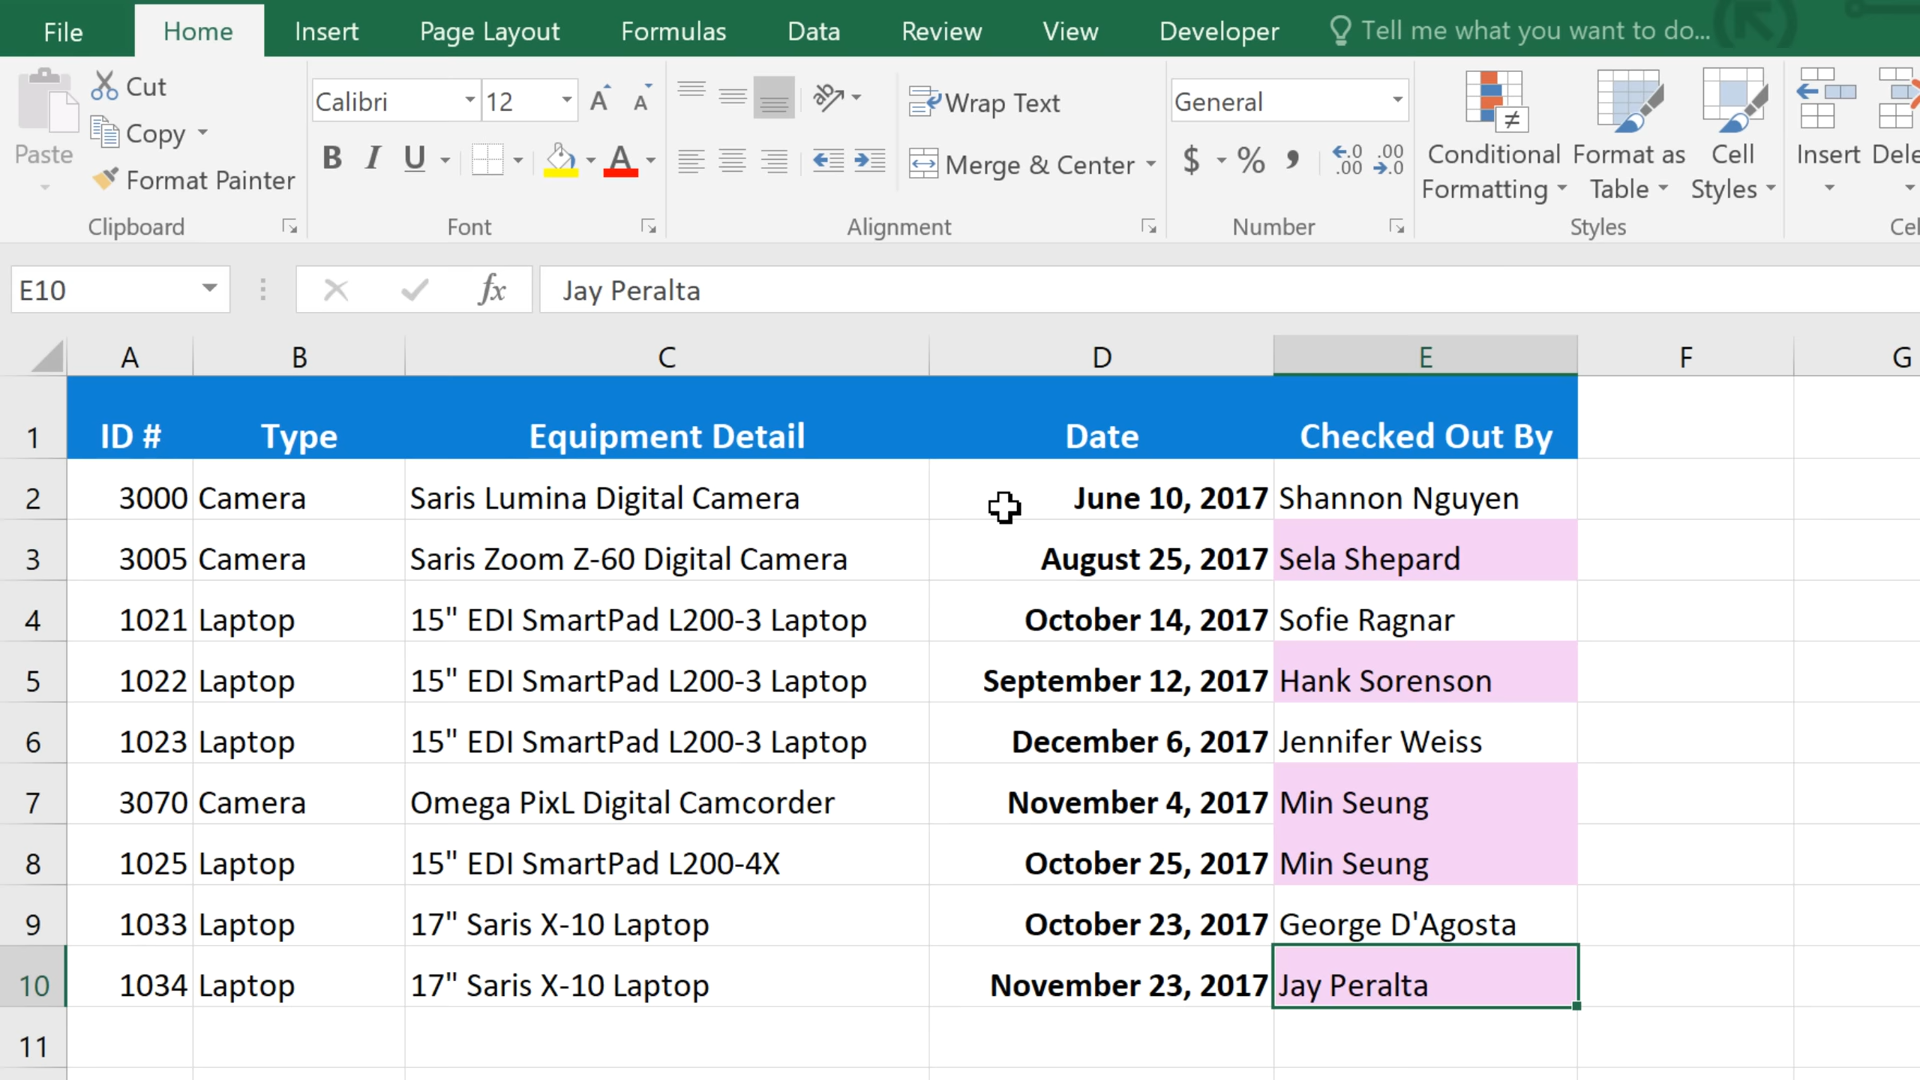 File Home Insert Page Layout Formulas Data Review View Developer Tell me what you want to do...
Cut
Copy
Format Painter
Paste
Clipboard
Calibri 12 A A
B I U A
Font
Wrap Text
Merge & Center
Alignment
General
$ % , .0 .00 .00 .0
Number
Conditional Formatting
Format as Table
Cell Styles
Styles
Insert Dele
Cel
E10 fx Jay Peralta
A B C D E F G
1 ID # Type Equipment Detail Date Checked Out By
2 3000 Camera Saris Lumina Digital Camera June 10, 2017 Shannon Nguyen
3 3005 Camera Saris Zoom Z-60 Digital Camera August 25, 2017 Sela Shepard
4 1021 Laptop 15" EDI SmartPad L200-3 Laptop October 14, 2017 Sofie Ragnar
5 1022 Laptop 15" EDI SmartPad L200-3 Laptop September 12, 2017 Hank Sorenson
6 1023 Laptop 15" EDI SmartPad L200-3 Laptop December 6, 2017 Jennifer Weiss
7 3070 Camera Omega PixL Digital Camcorder November 4, 2017 Min Seung
8 1025 Laptop 15" EDI SmartPad L200-4X October 25, 2017 Min Seung
9 1033 Laptop 17" Saris X-10 Laptop October 23, 2017 George D'Agosta
10 1034 Laptop 17" Saris X-10 Laptop November 23, 2017 Jay Peralta
11